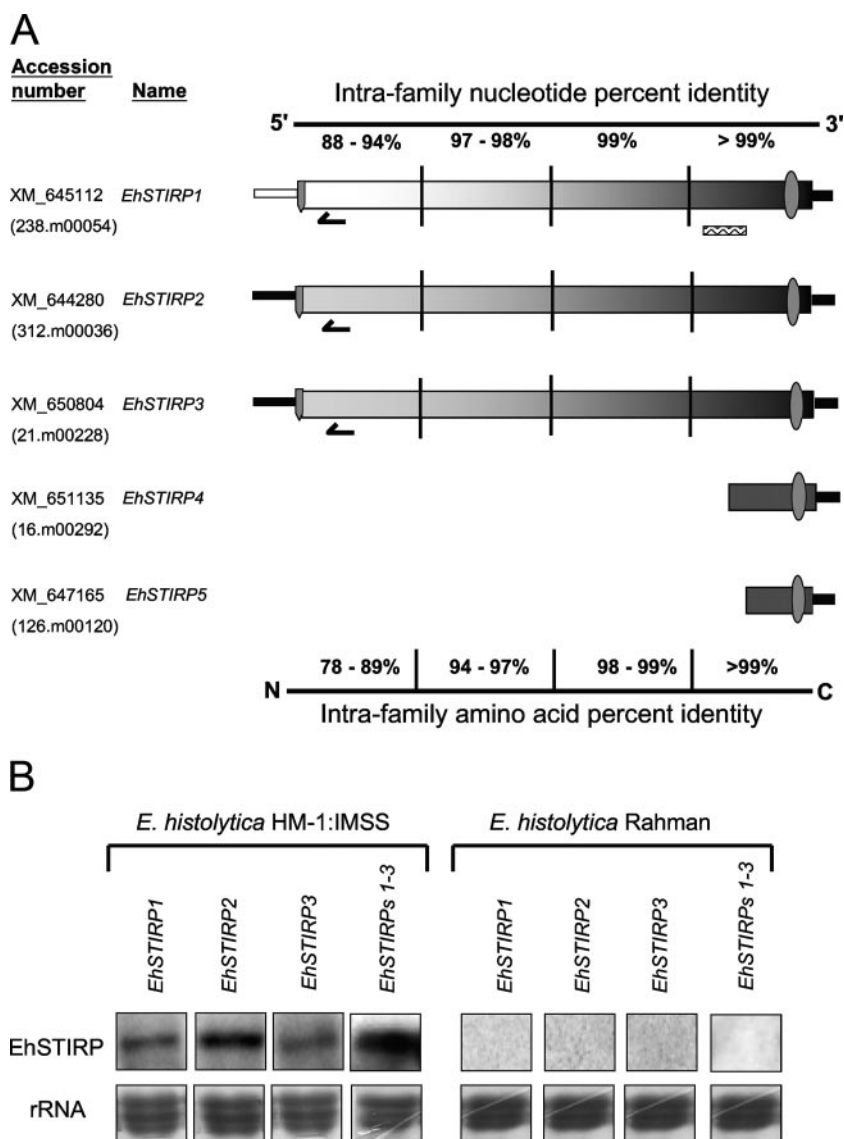 A
Accession
number
Name
Intra-family nucleotide percent identity
5'
3'
88 - 94%
97 - 98%
99%
> 99%
XM_645112
EhSTIRP1
(238.m00054)
XM_644280
EhSTIRP2
(312.m00036)
XM_650804
EhSTIRP3
(21.m00228)
XM_651135
EhSTIRP4
(16.m00292)
XM_647165
EhSTIRP5
(126.m00120)
78 - 89%
94 - 97%
98 - 99%
>99%
N
C
Intra-family amino acid percent identity
B
E. histolytica HM-1:IMSS
E. histolytica Rahman
EhSTIRP1
EhSTIRP2
EhSTIRP3
EhSTIRPs 1-3
EhSTIRP1
EhSTIRP2
EhSTIRP3
EhSTIRPs 1-3
EhSTIRP
rRNA